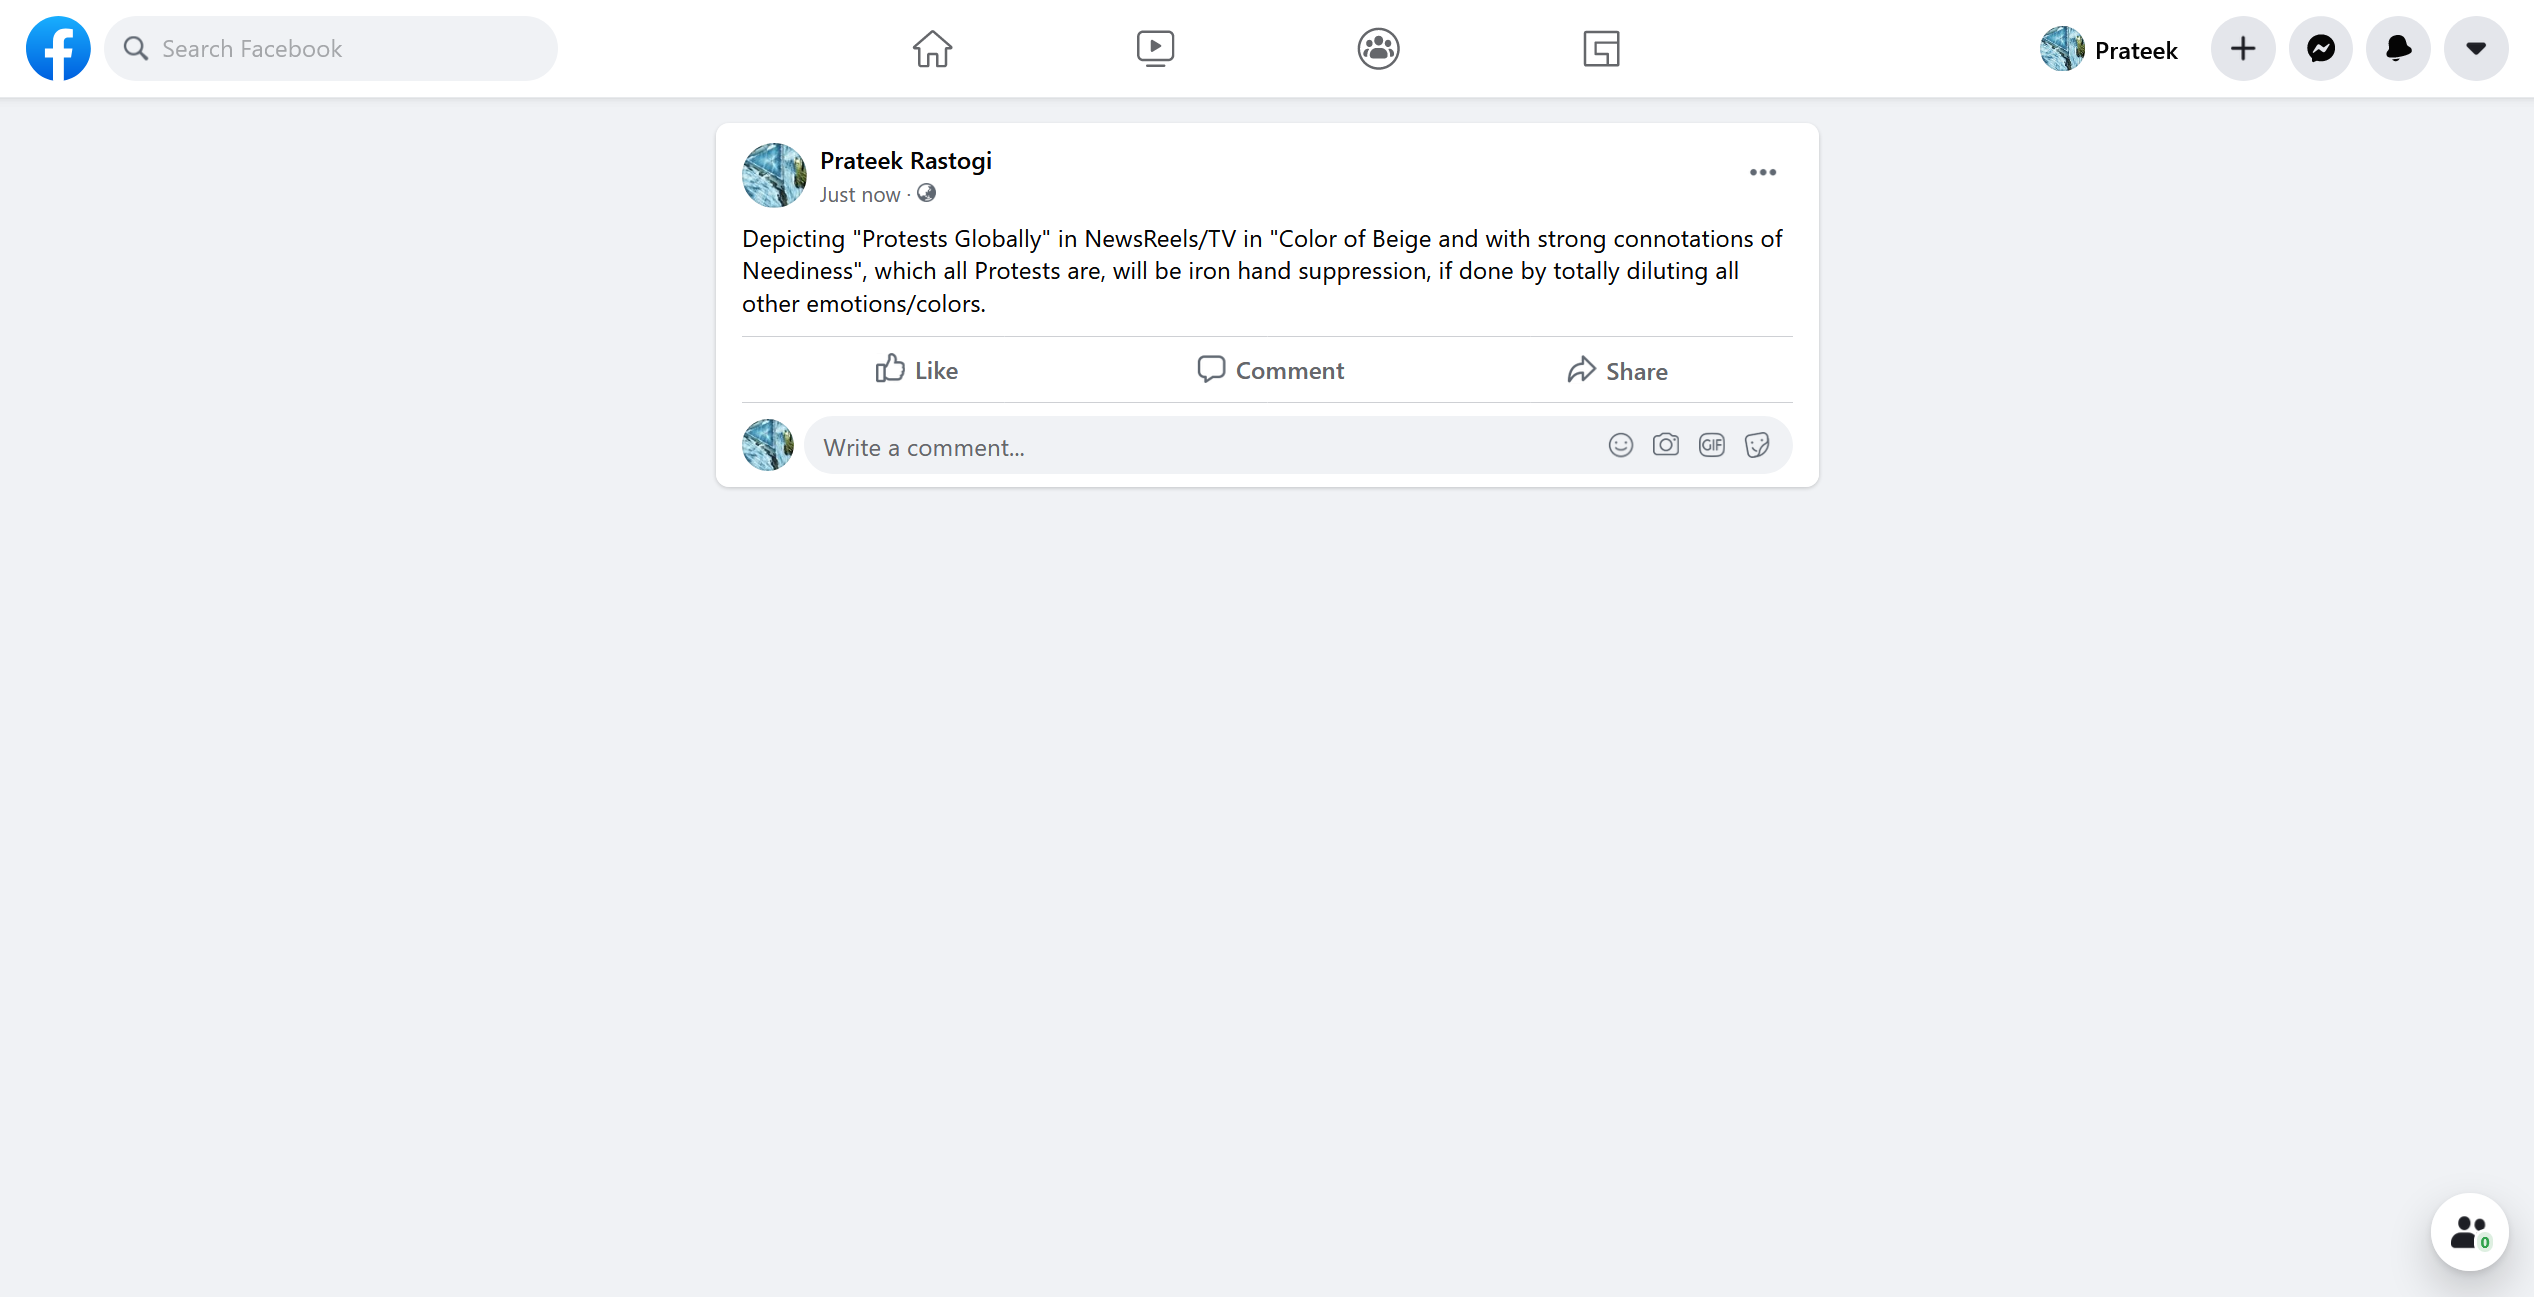 Search Facebook
Prateek
Prateek Rastogi
Just now ·
Depicting "Protests Globally" in NewsReels/TV in "Color of Beige and with strong connotations of
Neediness", which all Protests are, will be iron hand suppression, if done by totally diluting all
other emotions/colors.
Like
Comment
Share
Write a comment...
GIF
0